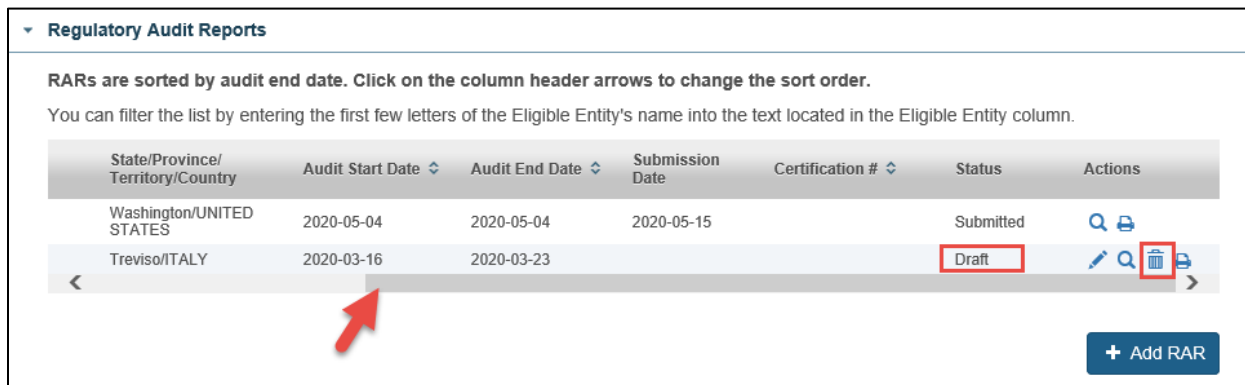 Regulatory Audit Reports
RARs are sorted by audit end date. Click on the column header arrows to change the sort order.
You can filter the list by entering the first few letters of the Eligible Entity's name into the text located in the Eligible Entity column.
State/Province/ Territory/Country Audit Start Date Audit End Date Submission Date Certification # Status Actions
Washington/UNITED STATES 2020-05-04 2020-05-04 2020-05-15 Submitted
Treviso/ITALY 2020-03-16 2020-03-23 Draft
+ Add RAR